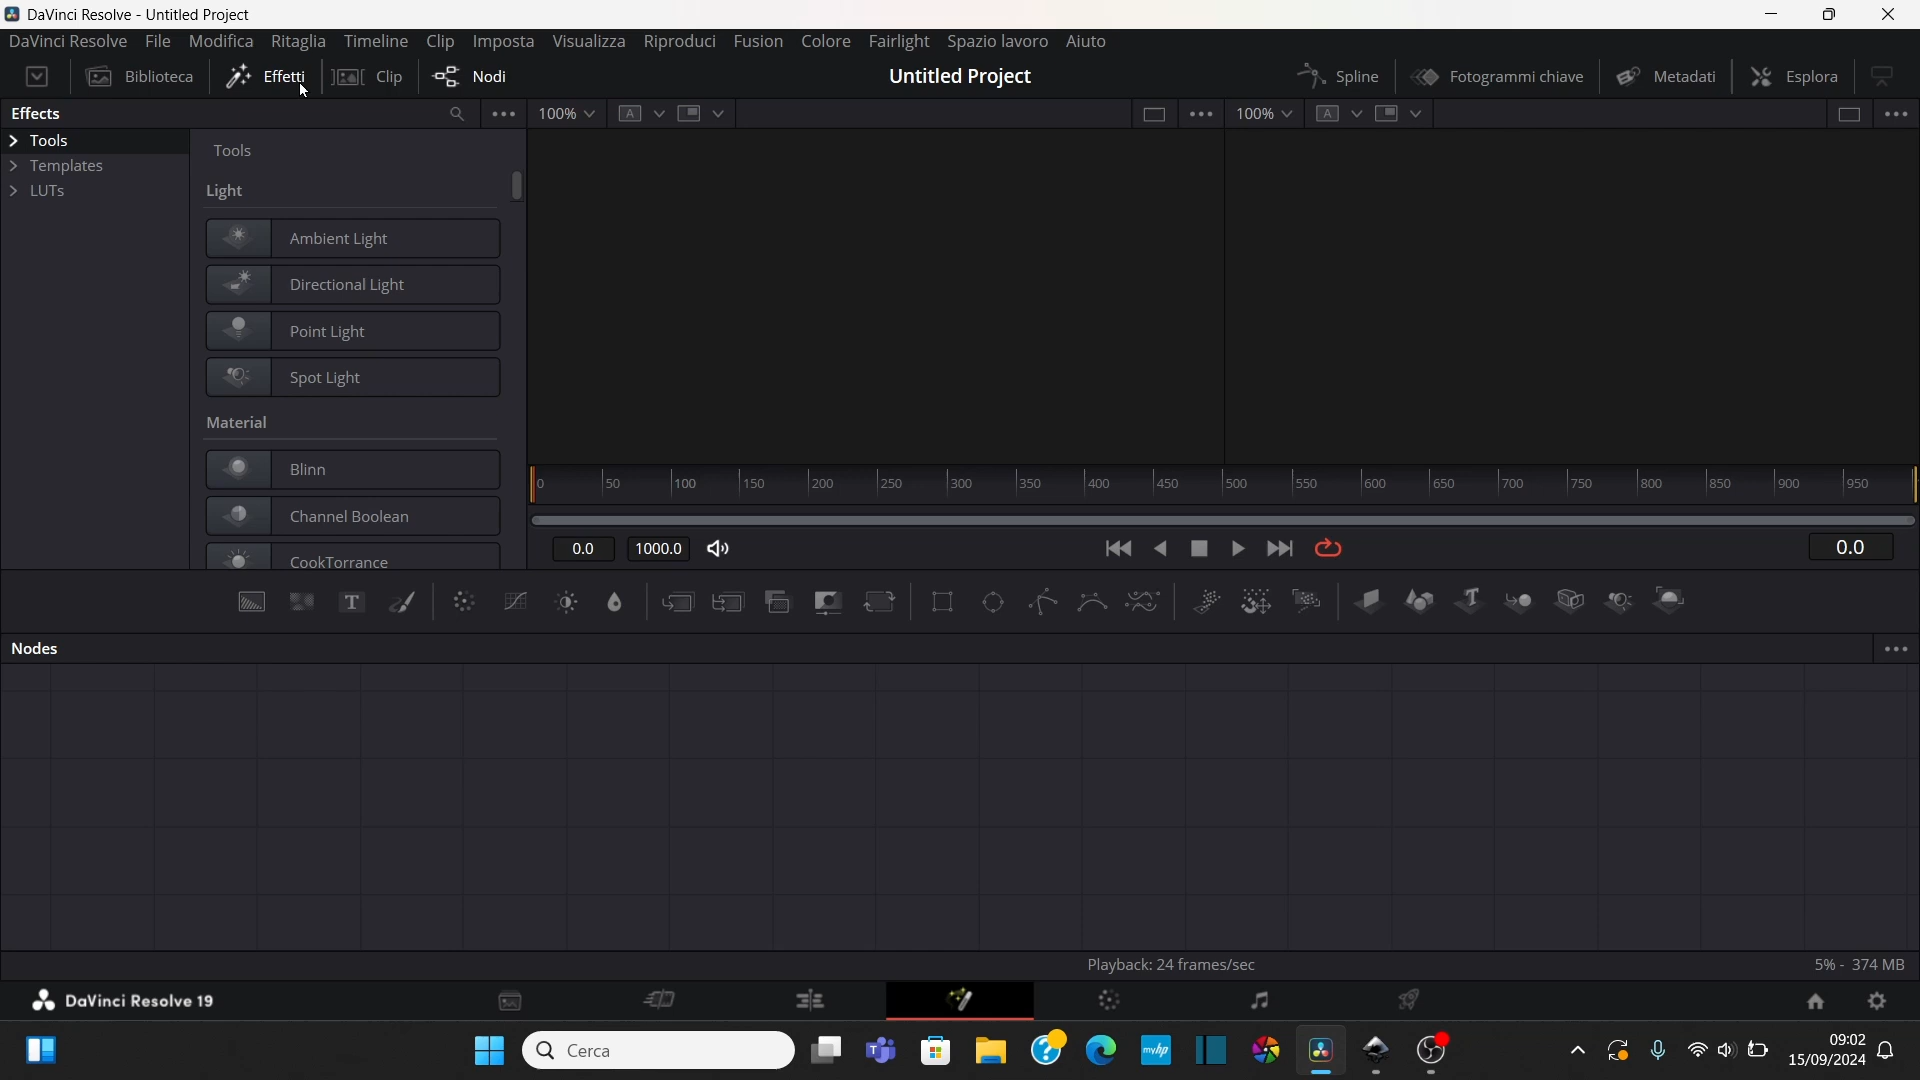 DaVinci Resolve - Untitled Project
DaVinci Resolve File Modifica Ritaglia Timeline Clip Imposta Visualizza Riproduci Fusion Colore Fairlight Spazio lavoro Aiuto
Biblioteca Effetti Clip Nodi Untitled Project Spline Fotogrammi chiave Metadati Esplora
Effects 100% A 100% A
Tools
Templates
LUTs
Tools
Light
Ambient Light
Directional Light
Point Light
Spot Light
Material
Blinn
Channel Boolean
CookTorrance
0 50 100 150 200 250 300 350 400 450 500 550 600 650 700 750 800 850 900 950
0.0 1000.0 0.0
T T
Nodes
Playback: 24 frames/sec 5% - 374 MB
DaVinci Resolve 19
Cerca
myhp
09:02
15/09/2024